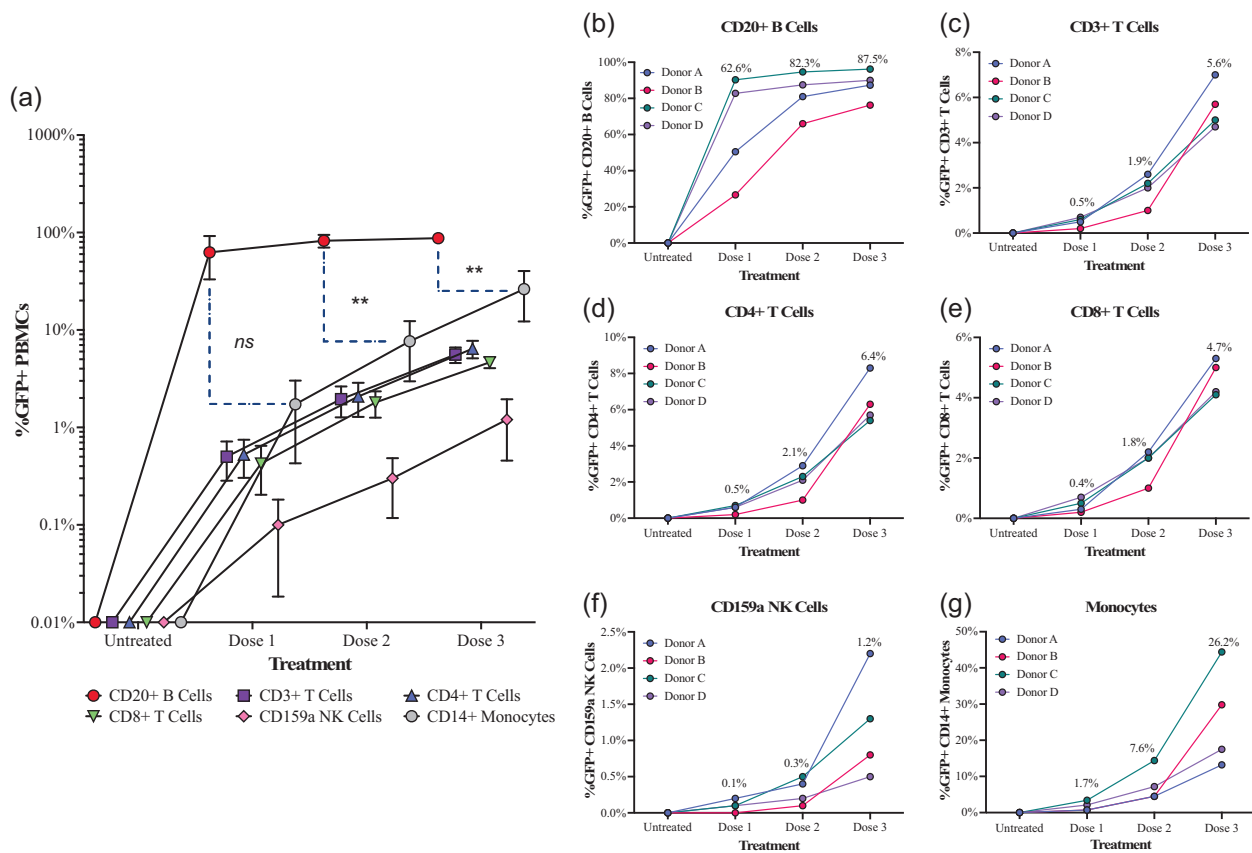 (a)
1000%
100%
10%
1%
0.1%
0.01%
%GFP+ PBMCs
ns
**
**
Untreated Dose 1 Dose 2 Dose 3
Treatment
CD20+ B Cells CD3+ T Cells CD4+ T Cells
CD8+ T Cells CD159a NK Cells CD14+ Monocytes
(b)
CD20+ B Cells
100%
80%
60%
40%
20%
0%
%GFP+ CD20+ B Cells
Donor A
Donor B
Donor C
Donor D
62.6% 82.3% 87.5%
Untreated Dose 1 Dose 2 Dose 3
Treatment
(c)
CD3+ T Cells
8%
6%
4%
2%
0%
%GFP+ CD3+ T Cells
Donor A
Donor B
Donor C
Donor D
0.5% 1.9% 5.6%
Untreated Dose 1 Dose 2 Dose 3
Treatment
(d)
CD4+ T Cells
10%
8%
6%
4%
2%
0%
%GFP+ CD4+ T Cells
Donor A
Donor B
Donor C
Donor D
0.5% 2.1% 6.4%
Untreated Dose 1 Dose 2 Dose 3
Treatment
(e)
CD8+ T Cells
6%
4%
2%
0%
%GFP+ CD8+ T Cells
Donor A
Donor B
Donor C
Donor D
0.4% 1.8% 4.7%
Untreated Dose 1 Dose 2 Dose 3
Treatment
(f)
CD159a NK Cells
2.5%
2.0%
1.5%
1.0%
0.5%
0.0%
%GFP+ CD159a NK Cells
Donor A
Donor B
Donor C
Donor D
0.1% 0.3% 1.2%
Untreated Dose 1 Dose 2 Dose 3
Treatment
(g)
Monocytes
50%
40%
30%
20%
10%
0%
%GFP+ CD14+ Monocytes
Donor A
Donor B
Donor C
Donor D
1.7% 7.6% 26.2%
Untreated Dose 1 Dose 2 Dose 3
Treatment